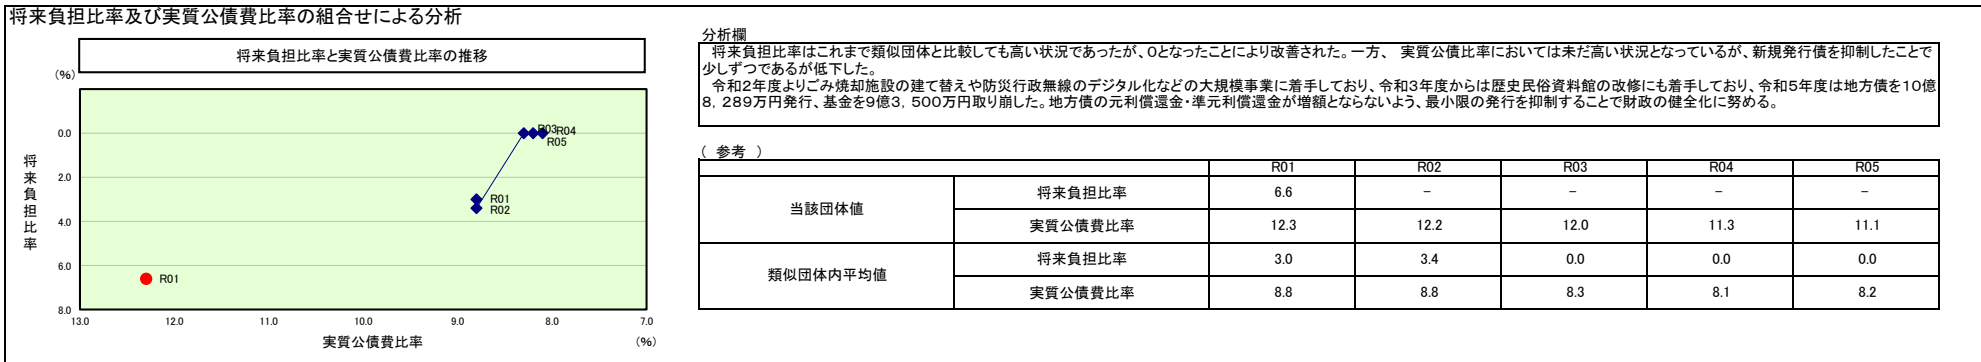 将来負担比率及び実質公債費比率の組合せによる分析
将来負担比率と実質公債費比率の推移
(%)
0.0
2.0
4.0
6.0
8.0
将来負担比率
R03
R04
R05
R01
R02
R01
13.0 12.0 11.0 10.0 9.0 8.0 7.0
実質公債費比率 (%)
分析欄
将来負担比率はこれまで類似団体と比較しても高い状況であったが、0となったことにより改善された。一方、 実質公債比率においては未だ高い状況となっているが、新規発行債を抑制したことで
少しずつであるが低下した。
令和2年度よりごみ焼却施設の建て替えや防災行政無線のデジタル化などの大規模事業に着手しており、令和3年度からは歴史民俗資料館の改修にも着手しており、令和5年度は地方債を10億
8,289万円発行、基金を9億3,500万円取り崩した。地方債の元利償還金・準元利償還金が増額とならないよう、最小限の発行を抑制することで財政の健全化に努める。
( 参考 )
R01 R02 R03 R04 R05
当該団体値 将来負担比率 6.6 － － － －
実質公債費比率 12.3 12.2 12.0 11.3 11.1
類似団体内平均値 将来負担比率 3.0 3.4 0.0 0.0 0.0
実質公債費比率 8.8 8.8 8.3 8.1 8.2